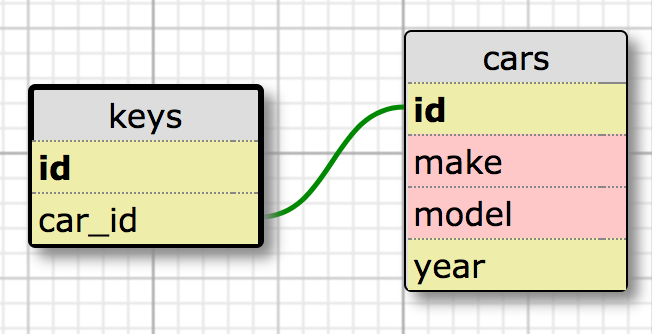 keys
id
car_id
cars
id
make
model
year